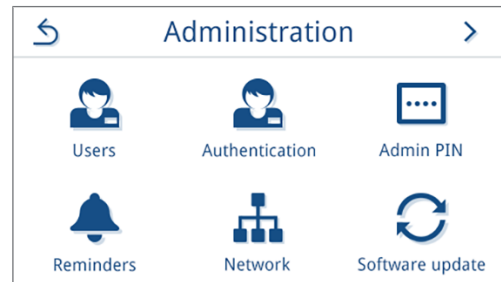 Administration
Users
Authentication
Admin PIN
Reminders
Network
Software update